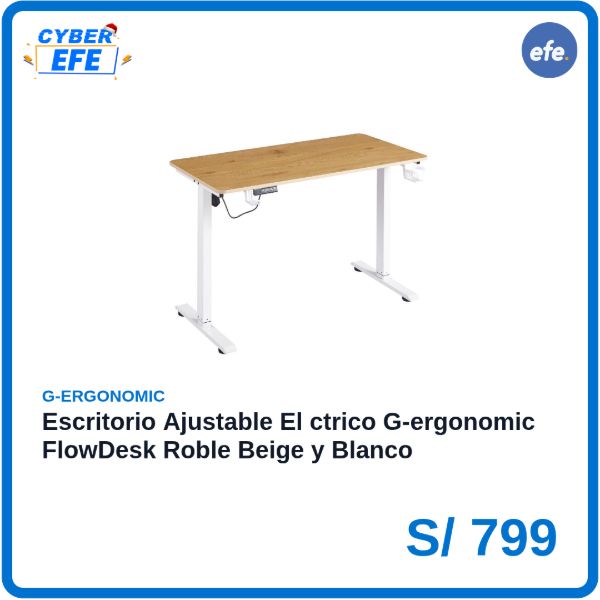 CYBER
EFE
efe.
G-ERGONOMIC
Escritorio Ajustable El ctrico G-ergonomic
FlowDesk Roble Beige y Blanco
S/ 799